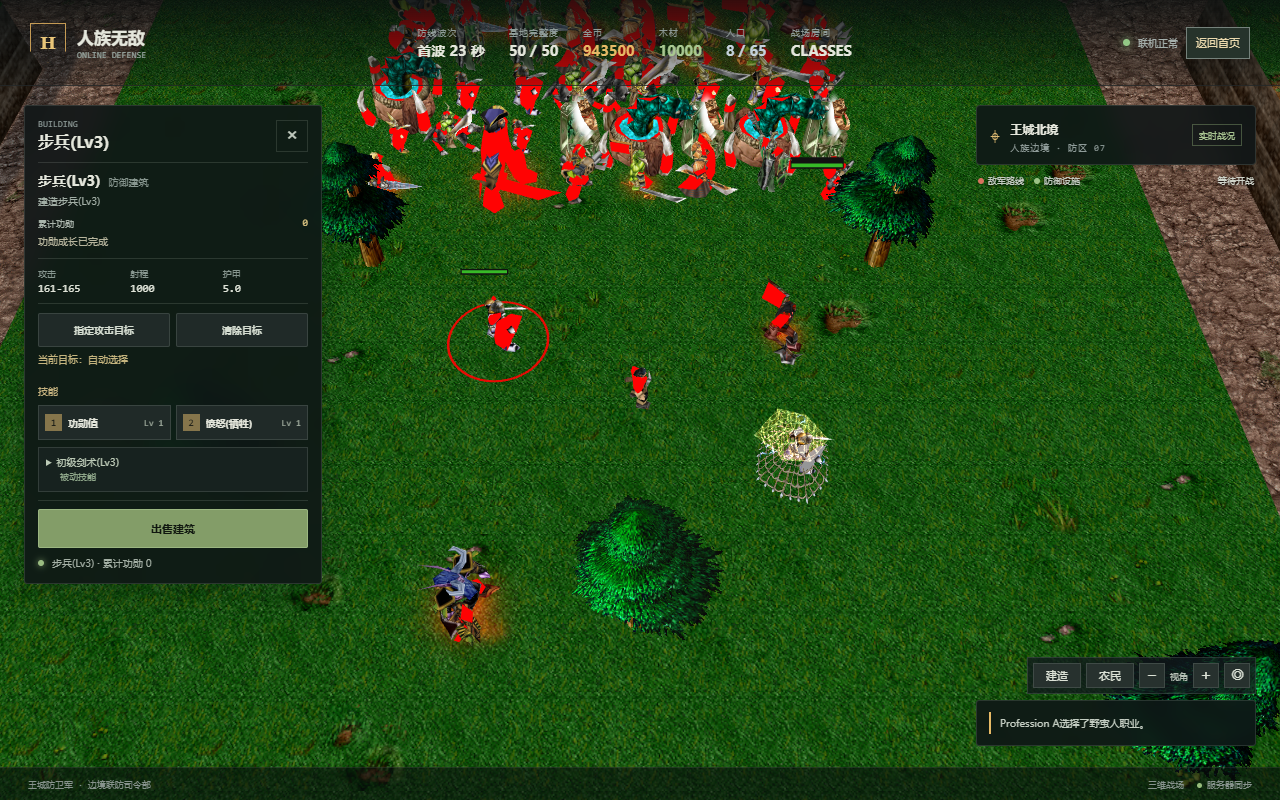 H
人族无敌
ONLINE DEFENSE
防线波次
首波 23 秒
基地完整度
50 / 50
金币
943500
木材
10000
人口
8 / 65
战场房间
CLASSES
联机正常
返回首页
BUILDING
步兵(Lv3)
×
步兵(Lv3) 防御建筑
建造步兵(Lv3)
累计功勋 0
功勋成长已完成
攻击 射程 护甲
161-165 1000 5.0
指定攻击目标 清除目标
当前目标: 自动选择
技能
1 功勋值 Lv 1
2 愤怒(牺牲) Lv 1
▶ 初级剑术(Lv3)
被动技能
出售建筑
步兵(Lv3) · 累计功勋 0
王城北境
人族边境 · 防区 07
实时战况
敌军路线 防御设施 等待开战
建造 农民 − 视角 + ◎
Profession A选择了野蛮人职业。
王城防卫军 · 边境联防司令部
三维战场 服务器同步